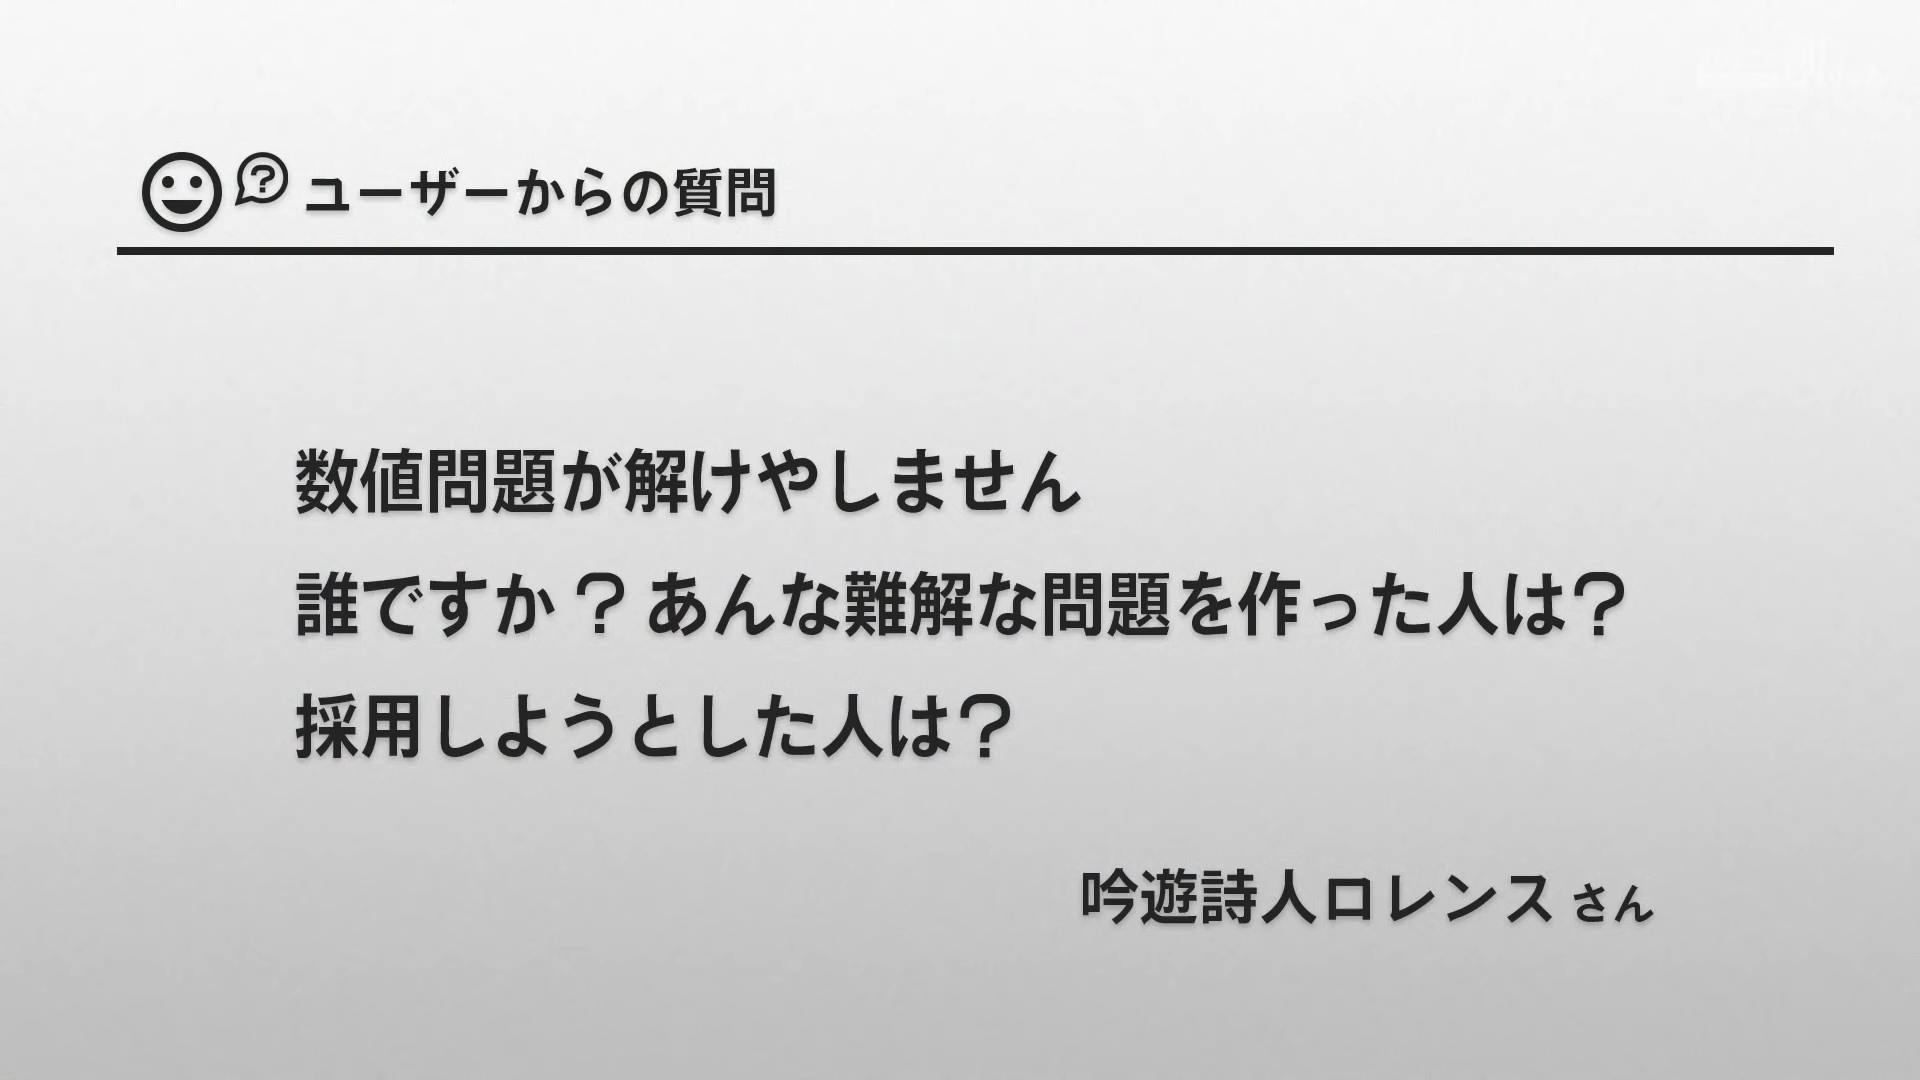 ユーザーからの質問
数値問題が解けやしません
誰ですか？あんな難解な問題を作った人は？
採用しようとした人は？
吟遊詩人ロレンス さん